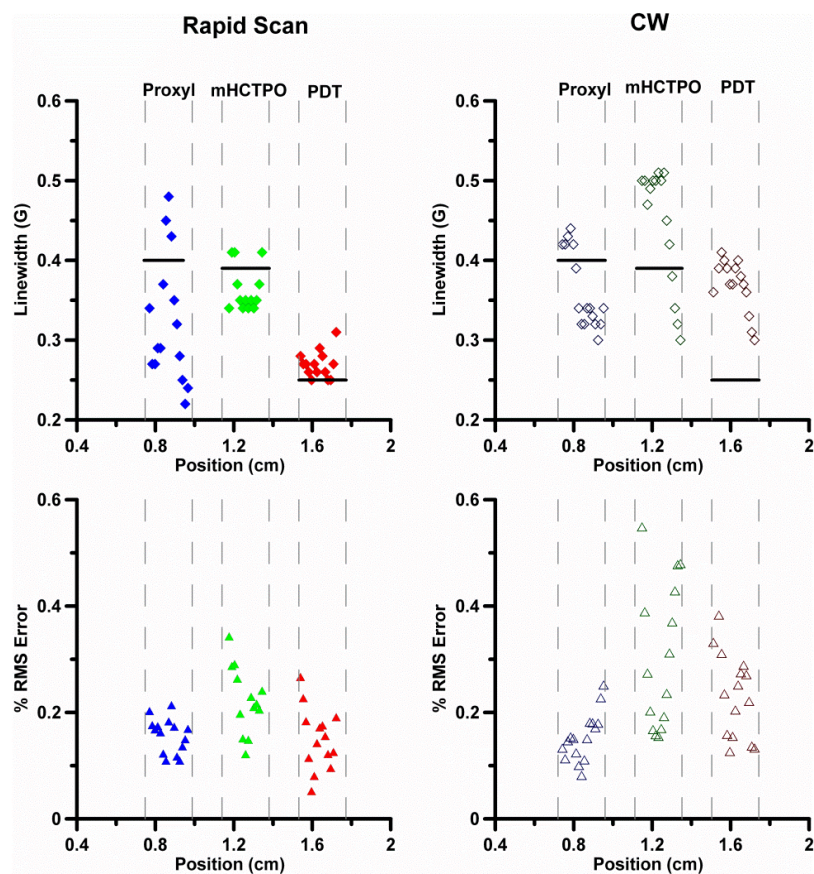 Rapid Scan
CW
Proxyl mHCTPO PDT
Proxyl mHCTPO PDT
0.6
0.5
0.4
0.3
0.2
Linewidth (G)
0.4 0.8 1.2 1.6 2
Position (cm)
0.6
0.5
0.4
0.3
0.2
Linewidth (G)
0.4 0.8 1.2 1.6 2
Position (cm)
0.6
0.4
0.2
0
% RMS Error
0.4 0.8 1.2 1.6 2
Position (cm)
0.6
0.4
0.2
0
% RMS Error
0.4 0.8 1.2 1.6 2
Position (cm)